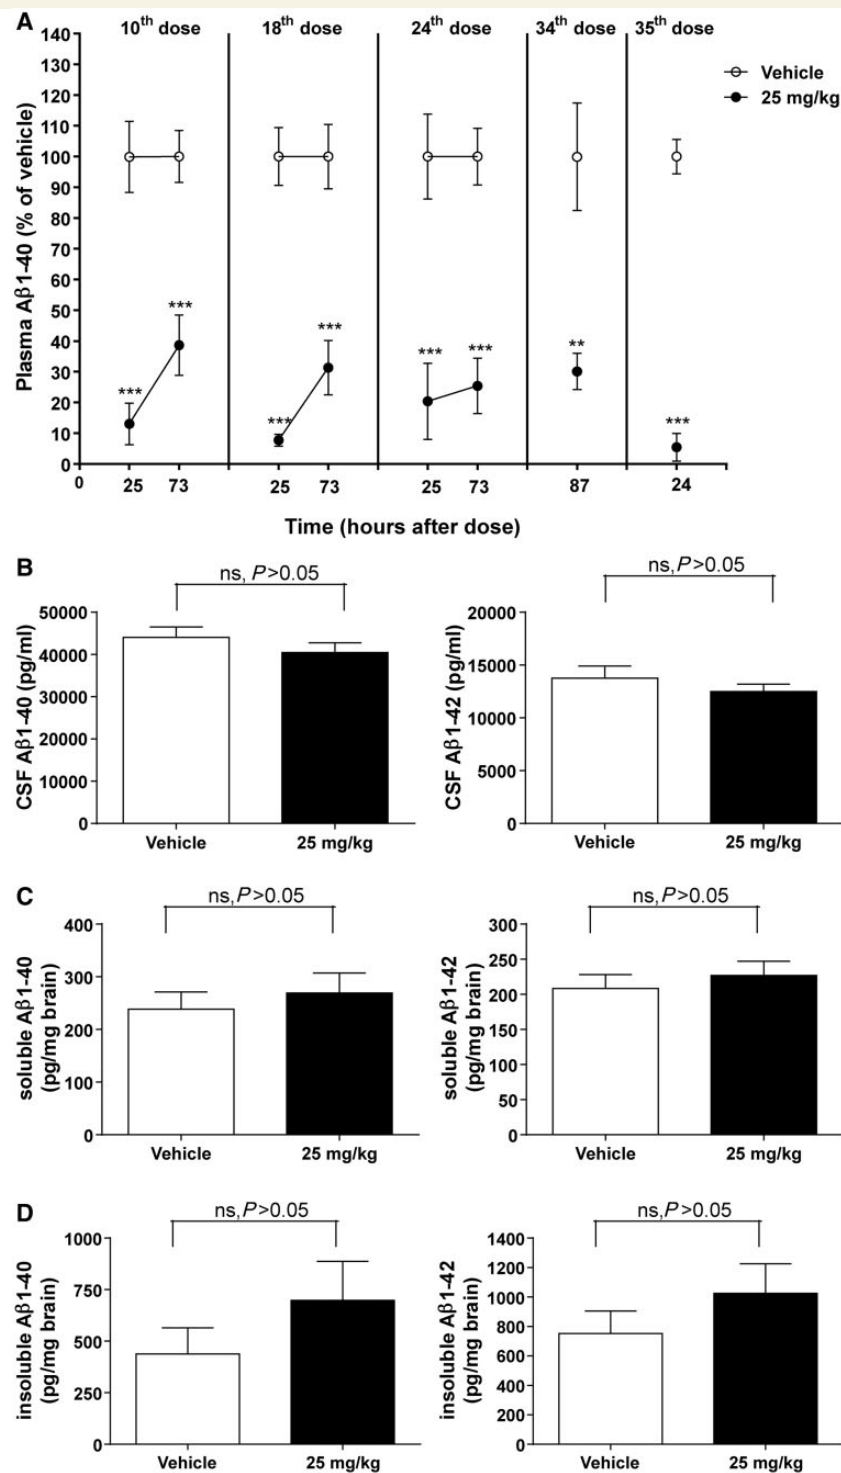 A
10th dose 18th dose 24th dose 34th dose 35th dose
Vehicle
25 mg/kg
Plasma Aβ1-40 (% of vehicle)
140
130
120
110
100
90
80
70
60
50
40
30
20
10
0
*** *** *** *** *** *** ** ***
0 25 73 25 73 25 73 87 24
Time (hours after dose)
B
ns, P>0.05
CSF Aβ1-40 (pg/ml)
50000
40000
30000
20000
10000
0
Vehicle 25 mg/kg
ns, P>0.05
CSF Aβ1-42 (pg/ml)
20000
15000
10000
5000
0
Vehicle 25 mg/kg
C
ns, P>0.05
soluble Aβ1-40
(pg/mg brain)
400
300
200
100
0
Vehicle 25 mg/kg
ns, P>0.05
soluble Aβ1-42
(pg/mg brain)
300
250
200
150
100
50
0
Vehicle 25 mg/kg
D
ns, P>0.05
insoluble Aβ1-40
(pg/mg brain)
1000
750
500
250
0
Vehicle 25 mg/kg
ns, P>0.05
insoluble Aβ1-42
(pg/mg brain)
1400
1200
1000
800
600
400
200
0
Vehicle 25 mg/kg